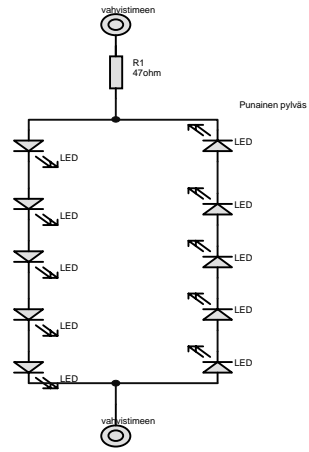 vahvistimeen
R1
47ohm
Punainen pylväs
LED
LED
LED
LED
LED
LED
LED
LED
LED
LED
vahvistimeen